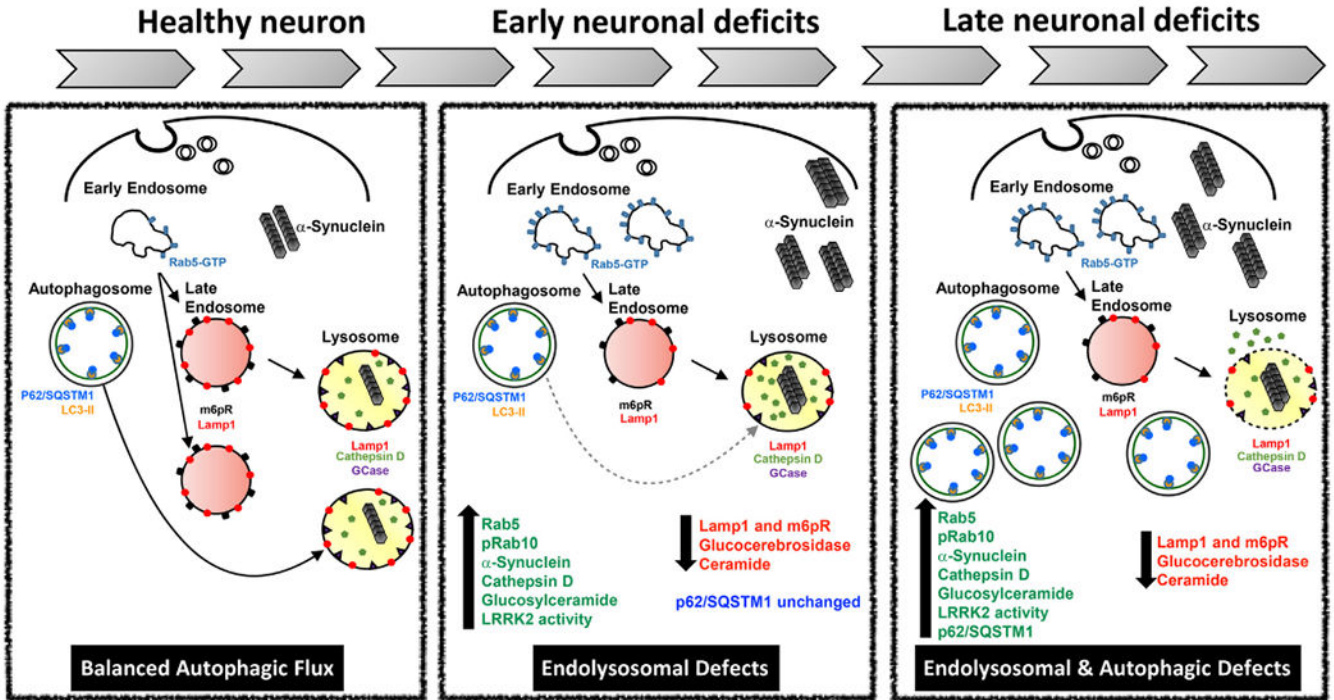 Healthy neuron
Early neuronal deficits
Late neuronal deficits
Early Endosome
α-Synuclein
Rab5-GTP
Autophagosome
Late
Endosome
Lysosome
P62/SQSTM1
LC3-II
m6pR
Lamp1
Lamp1
Cathepsin D
GCase
Balanced Autophagic Flux
Early Endosome
α-Synuclein
Rab5-GTP
Autophagosome
Late
Endosome
Lysosome
P62/SQSTM1
LC3-II
m6pR
Lamp1
Lamp1
Cathepsin D
GCase
Rab5
pRab10
α-Synuclein
Cathepsin D
Glucosylceramide
LRRK2 activity
Lamp1 and m6pR
Glucocerebrosidase
Ceramide
p62/SQSTM1 unchanged
Endolysosomal Defects
Early Endosome
α-Synuclein
Rab5-GTP
Autophagosome
Late
Endosome
Lysosome
P62/SQSTM1
LC3-II
m6pR
Lamp1
Lamp1
Cathepsin D
GCase
Rab5
pRab10
α-Synuclein
Cathepsin D
Glucosylceramide
LRRK2 activity
p62/SQSTM1
Lamp1 and m6pR
Glucocerebrosidase
Ceramide
Endolysosomal & Autophagic Defects